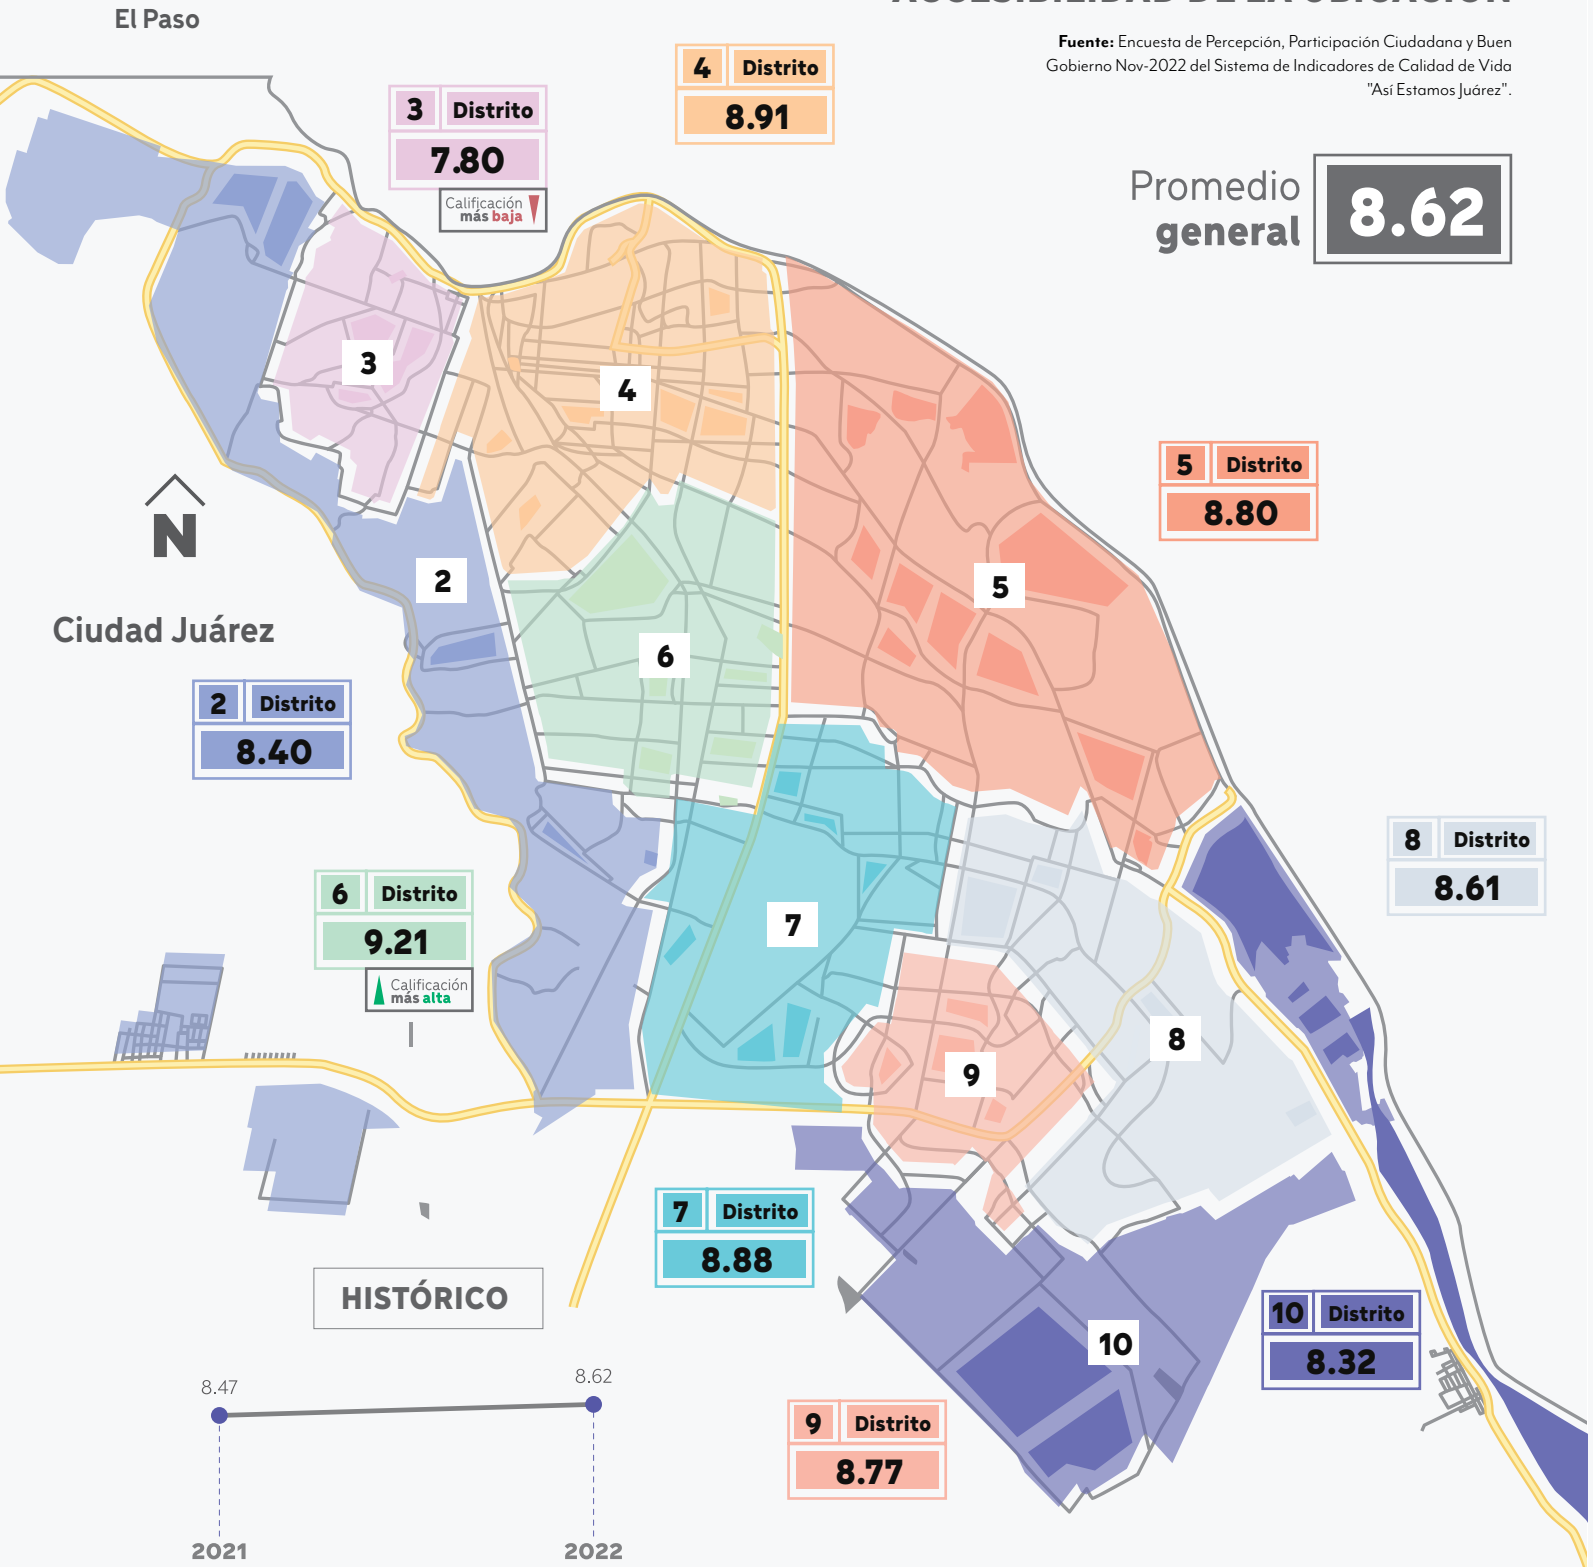 ACCESIBILIDAD DE LA UBICACIÓN
El Paso
Fuente: Encuesta de Percepción, Participación Ciudadana y Buen
Gobierno Nov-2022 del Sistema de Indicadores de Calidad de Vida
"Así Estamos Juárez".
4 Distrito
8.91
3 Distrito
7.80
Calificación
más baja
Promedio
general
8.62
3
4
5 Distrito
8.80
N
2
5
Ciudad Juárez
6
2 Distrito
8.40
8 Distrito
8.61
6 Distrito
9.21
Calificación
más alta
7
8
9
7 Distrito
8.88
HISTÓRICO
10 Distrito
8.32
10
8.47
8.62
9 Distrito
8.77
2021
2022